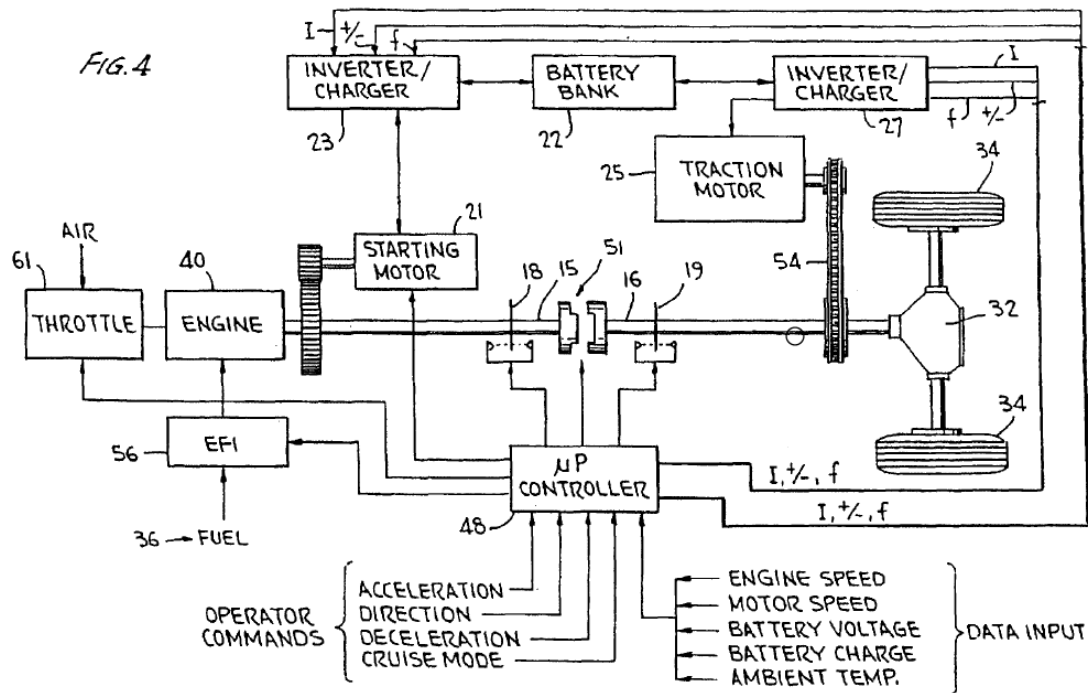 FIG. 4
I +/- f
INVERTER/
CHARGER
23
BATTERY
BANK
22
INVERTER/
CHARGER
27
I
+/-
f
25
TRACTION
MOTOR
34
21
STARTING
MOTOR
AIR
61
THROTTLE
40
ENGINE
18
15
51
16
19
54
32
34
56
EFI
36 → FUEL
μP
CONTROLLER
48
I, +/-, f
I, +/-, f
OPERATOR
COMMANDS
ACCELERATION
DIRECTION
DECELERATION
CRUISE MODE
ENGINE SPEED
MOTOR SPEED
BATTERY VOLTAGE
BATTERY CHARGE
AMBIENT TEMP.
DATA INPUT